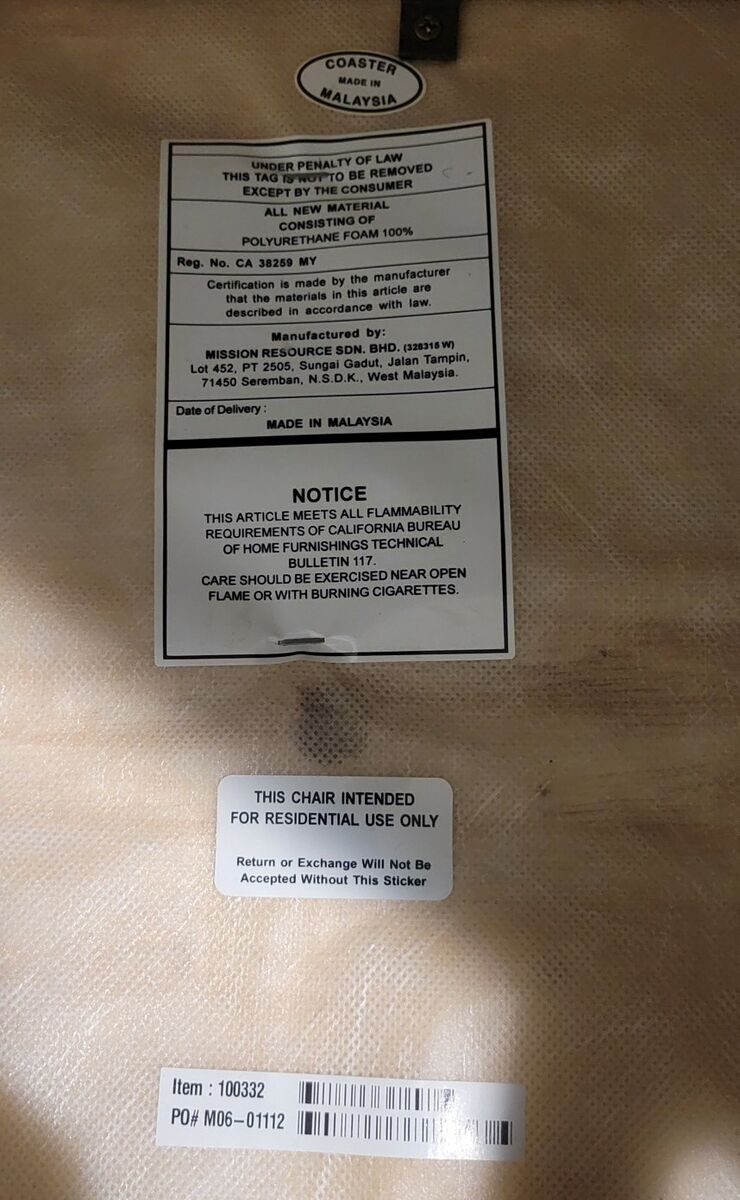 COASTER
MADE IN
MALAYSIA
UNDER PENALTY OF LAW
THIS TAG IS NOT TO BE REMOVED
EXCEPT BY THE CONSUMER
ALL NEW MATERIAL
CONSISTING OF
POLYURETHANE FOAM 100%
Reg. No. CA 38259 MY
Certification is made by the manufacturer
that the materials in this article are
described in accordance with law.
Manufactured by:
MISSION RESOURCE SDN. BHD. (328315 W)
Lot 452, PT 2505, Sungai Gadut, Jalan Tampin,
71450 Seremban, N.S.D.K., West Malaysia.
Date of Delivery :
MADE IN MALAYSIA
NOTICE
THIS ARTICLE MEETS ALL FLAMMABILITY
REQUIREMENTS OF CALIFORNIA BUREAU
OF HOME FURNISHINGS TECHNICAL
BULLETIN 117.
CARE SHOULD BE EXERCISED NEAR OPEN
FLAME OR WITH BURNING CIGARETTES.
THIS CHAIR INTENDED
FOR RESIDENTIAL USE ONLY
Return or Exchange Will Not Be
Accepted Without This Sticker
Item : 100332
PO# M06-01112